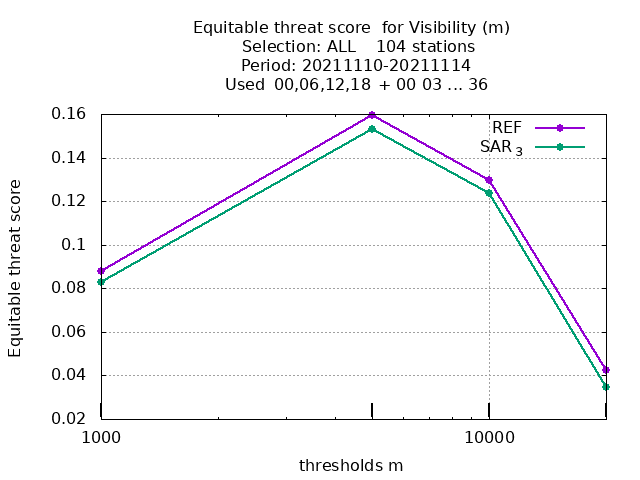 Equitable threat score for Visibility (m)
Selection: ALL 104 stations
Period: 20211110-20211114
Used 00,06,12,18 + 00 03 ... 36
REF
SAR 3
0.16
0.14
0.12
0.1
0.08
0.06
0.04
0.02
Equitable threat score
1000
10000
thresholds m